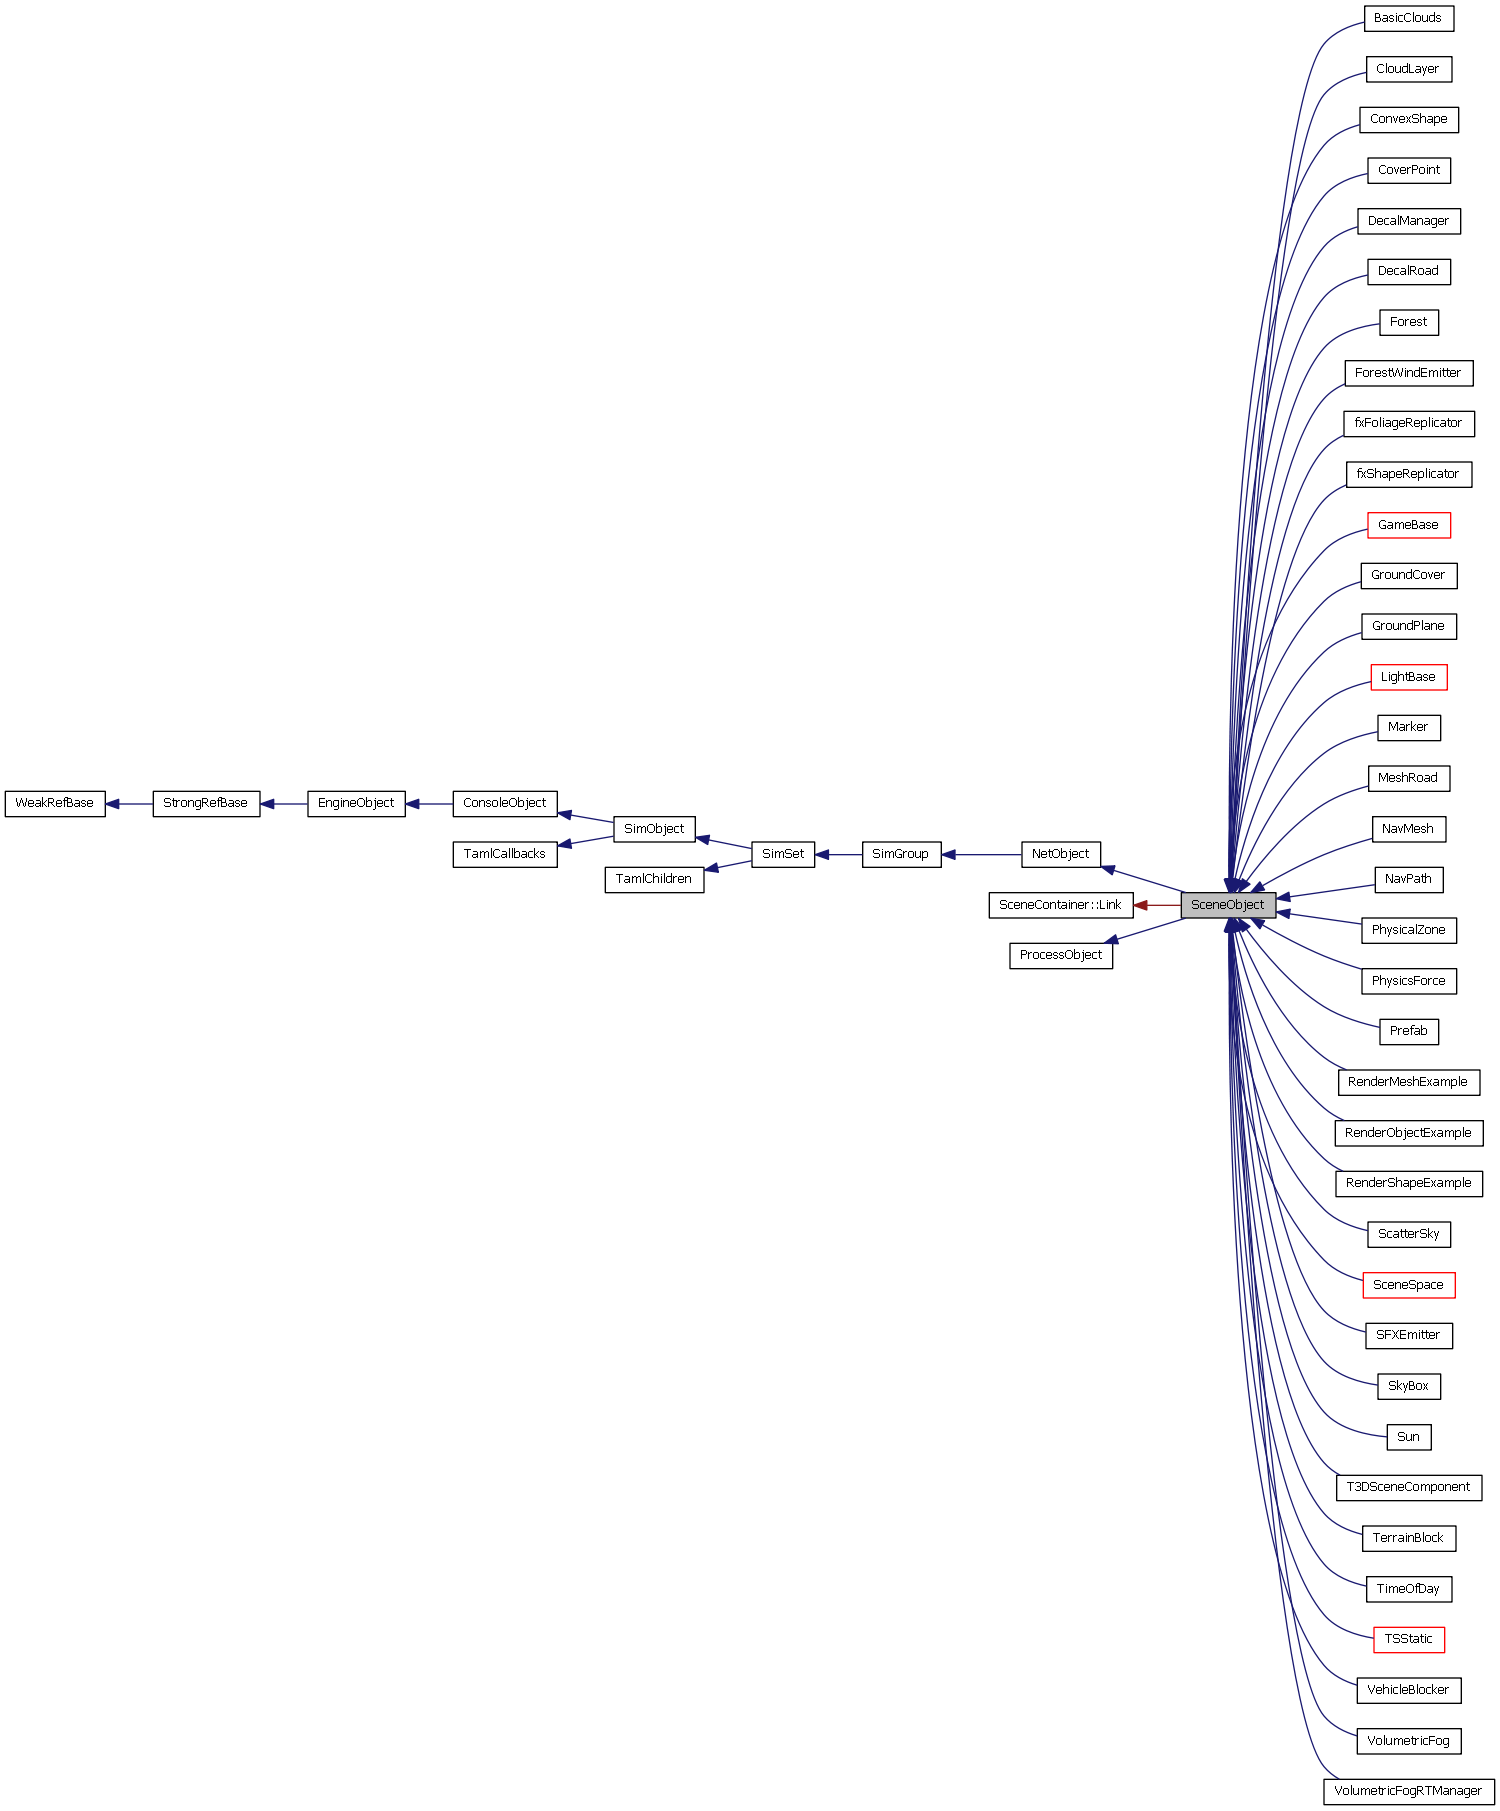 BasicClouds
CloudLayer
ConvexShape
CoverPoint
DecalManager
DecalRoad
Forest
ForestWindEmitter
fxFoliageReplicator
fxShapeReplicator
GameBase
GroundCover
GroundPlane
LightBase
Marker
MeshRoad
WeakRefBase
StrongRefBase
EngineObject
ConsoleObject
SimObject
NavMesh
TamlCallbacks
SimSet
SimGroup
NetObject
TamlChildren
NavPath
SceneContainer::Link
SceneObject
PhysicalZone
ProcessObject
PhysicsForce
Prefab
RenderMeshExample
RenderObjectExample
RenderShapeExample
ScatterSky
SceneSpace
SFXEmitter
SkyBox
Sun
T3DSceneComponent
TerrainBlock
TimeOfDay
TSStatic
VehicleBlocker
VolumetricFog
VolumetricFogRTManager